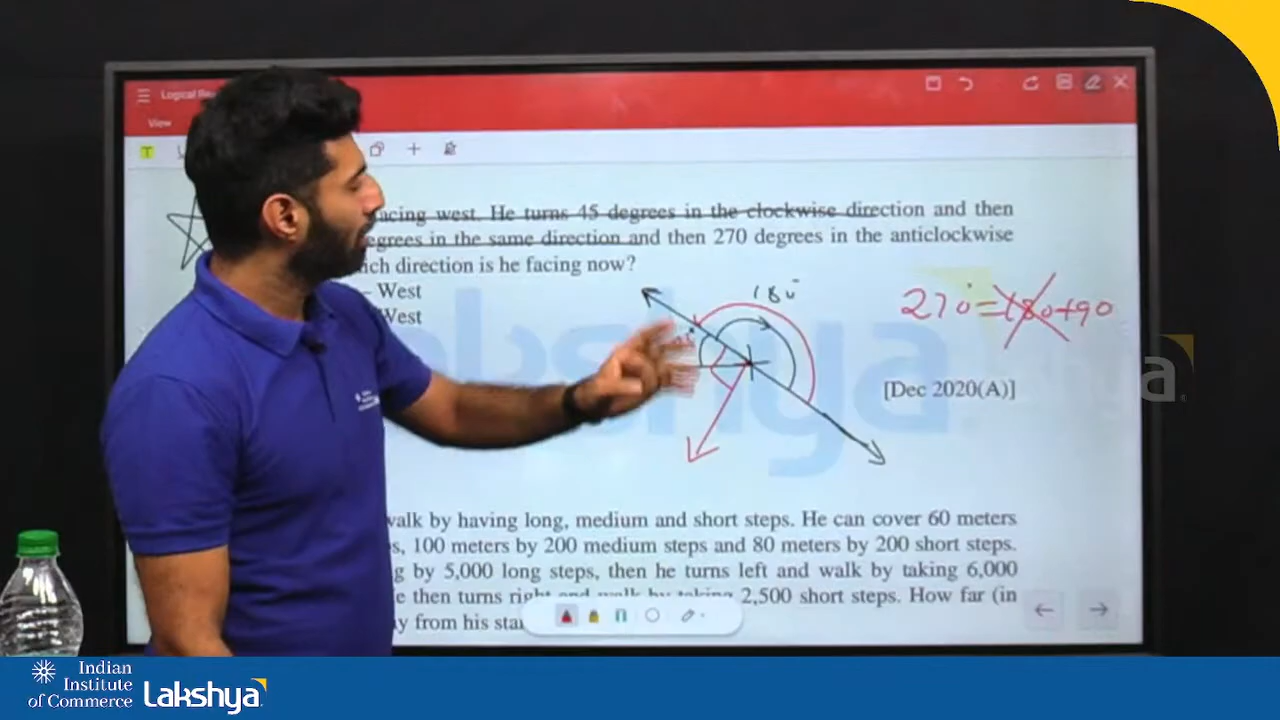 Logical Re
View
T
acing west. He turns 45 degrees in the clockwise direction and then
egrees in the same direction and then 270 degrees in the anticlockwise
ich direction is he facing now?
– West
West
180°
270° = 180+90
[Dec 2020(A)]
Lakshya
walk by having long, medium and short steps. He can cover 60 meters
s, 100 meters by 200 medium steps and 80 meters by 200 short steps.
g by 5,000 long steps, then he turns left and walk by taking 6,000
e then turns right and walk by taking 2,500 short steps. How far (in
y from his sta
Indian
Institute
of Commerce
Lakshya